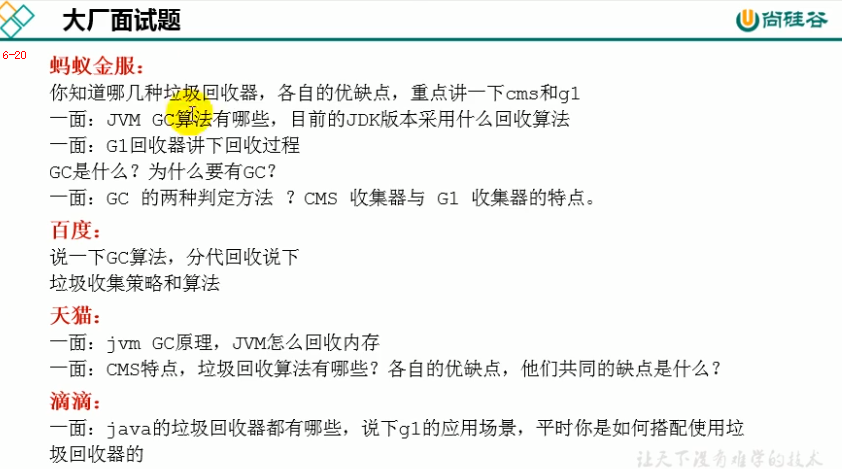 大厂面试题
尚硅谷
6-20
蚂蚁金服：
你知道哪几种垃圾回收器，各自的优缺点，重点讲一下cms和g1
一面：JVM GC算法有哪些，目前的JDK版本采用什么回收算法
一面：G1回收器讲下回收过程
GC是什么？为什么要有GC？
一面：GC 的两种判定方法 ？CMS 收集器与 G1 收集器的特点。
百度：
说一下GC算法，分代回收说下
垃圾收集策略和算法
天猫：
一面：jvm GC原理，JVM怎么回收内存
一面：CMS特点，垃圾回收算法有哪些？各自的优缺点，他们共同的缺点是什么？
滴滴：
一面：java的垃圾回收器都有哪些，说下g1的应用场景，平时你是如何搭配使用垃
圾回收器的
让天下没有难学的技术